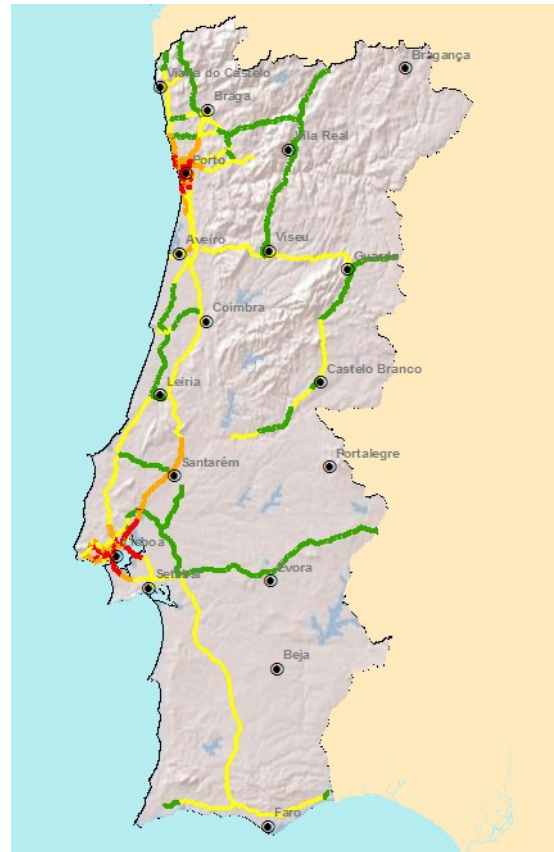 Bragança
Viana do Castelo
Braga
Vila Real
Porto
Aveiro
Viseu
Guarda
Coimbra
Castelo Branco
Leiria
Portalegre
Santarém
Lisboa
Setúbal
Évora
Beja
Faro